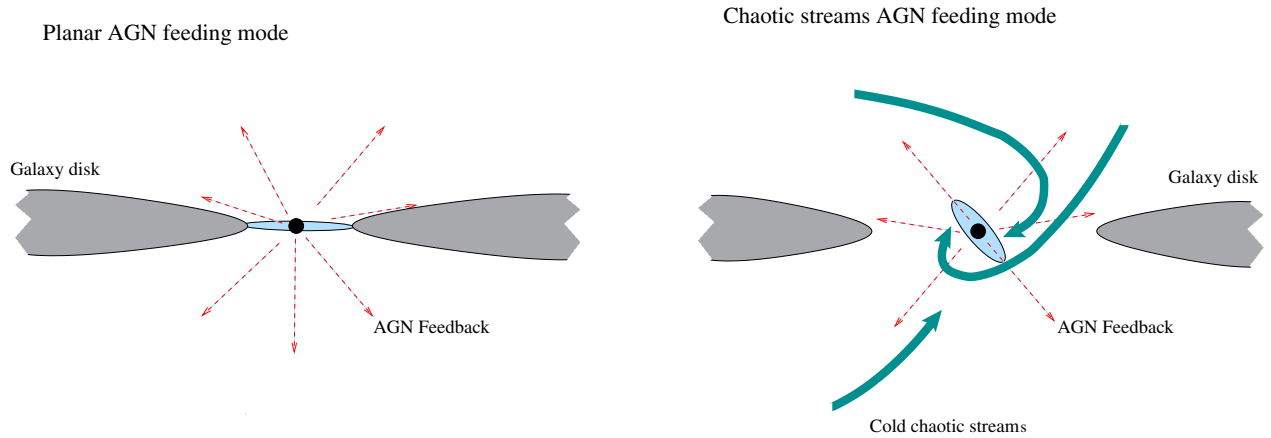 Planar AGN feeding mode
Galaxy disk
AGN Feedback
Chaotic streams AGN feeding mode
Galaxy disk
AGN Feedback
Cold chaotic streams